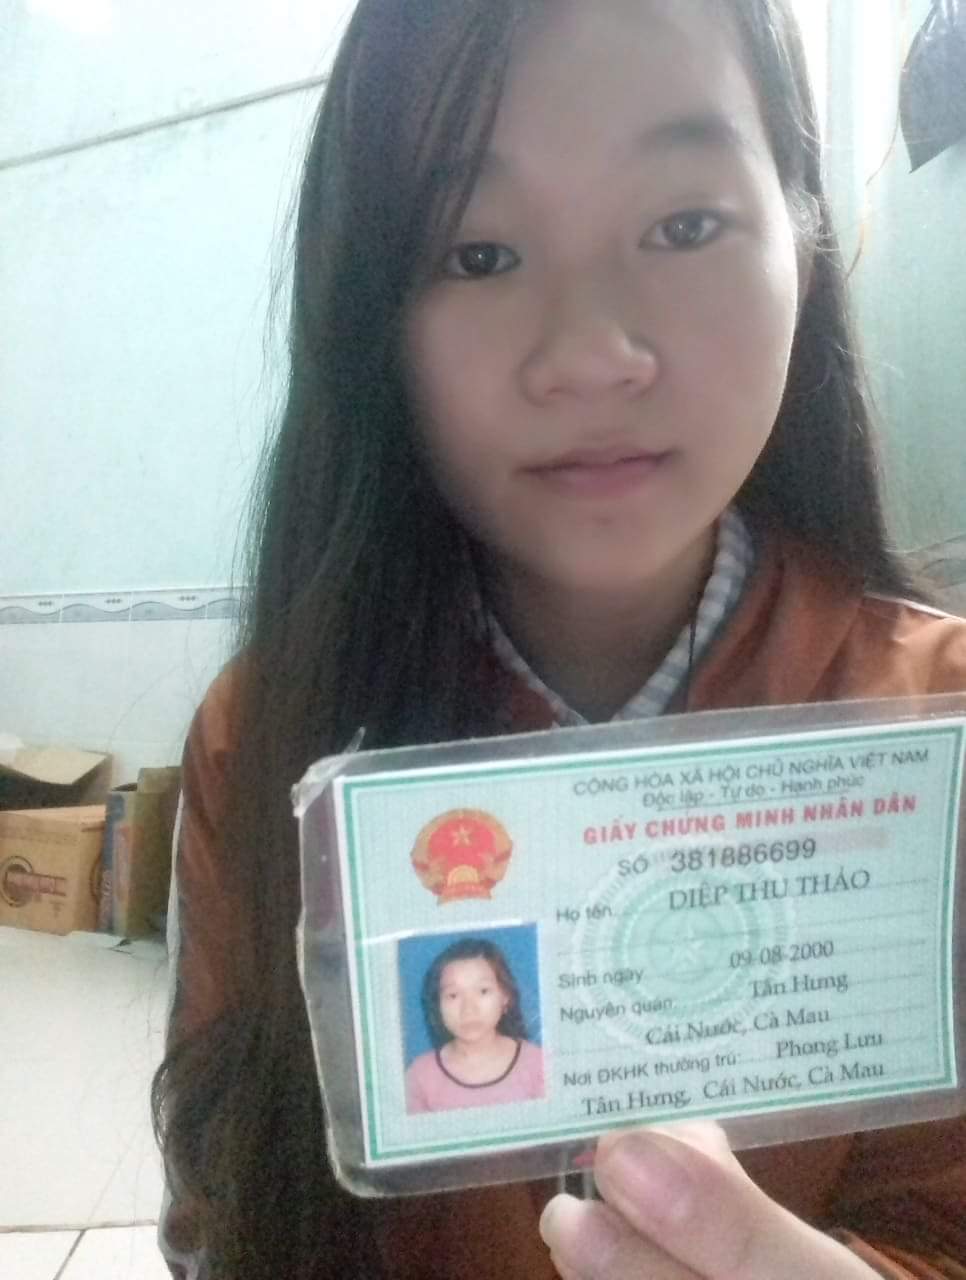 CỘNG HÒA XÃ HỘI CHỦ NGHĨA VIỆT NAM
Độc lập - Tự do - Hạnh phúc
GIẤY CHỨNG MINH NHÂN DÂN
SỐ 381886699
Họ tên DIỆP THU THẢO
Sinh ngày 09-08-2000
Nguyên quán Tân Hưng
Cái Nước, Cà Mau
Nơi ĐKHK thường trú: Phong Lưu
Tân Hưng, Cái Nước, Cà Mau